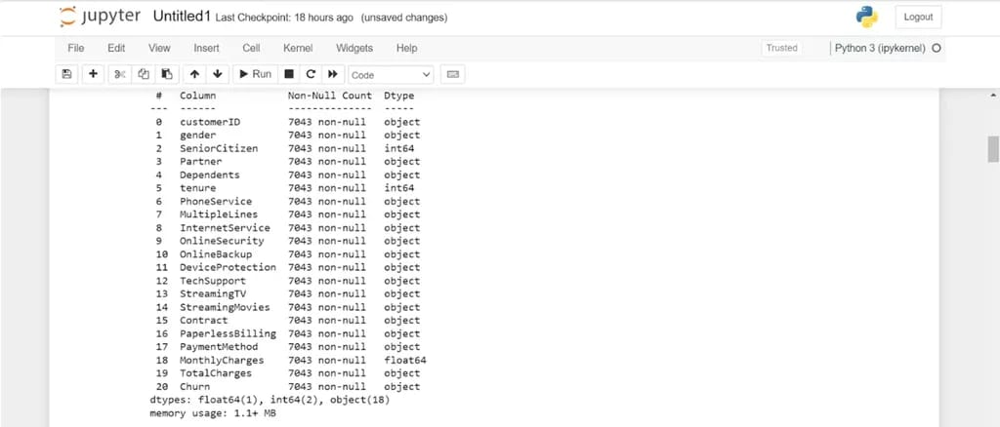 jupyter Untitled1 Last Checkpoint: 18 hours ago (unsaved changes) Logout
File Edit View Insert Cell Kernel Widgets Help Trusted Python 3 (ipykernel)
Run Code
# Column Non-Null Count Dtype
--- ------ -------------- -----
0 customerID 7043 non-null object
1 gender 7043 non-null object
2 SeniorCitizen 7043 non-null int64
3 Partner 7043 non-null object
4 Dependents 7043 non-null object
5 tenure 7043 non-null int64
6 PhoneService 7043 non-null object
7 MultipleLines 7043 non-null object
8 InternetService 7043 non-null object
9 OnlineSecurity 7043 non-null object
10 OnlineBackup 7043 non-null object
11 DeviceProtection 7043 non-null object
12 TechSupport 7043 non-null object
13 StreamingTV 7043 non-null object
14 StreamingMovies 7043 non-null object
15 Contract 7043 non-null object
16 PaperlessBilling 7043 non-null object
17 PaymentMethod 7043 non-null object
18 MonthlyCharges 7043 non-null float64
19 TotalCharges 7043 non-null object
20 Churn 7043 non-null object
dtypes: float64(1), int64(2), object(18)
memory usage: 1.1+ MB